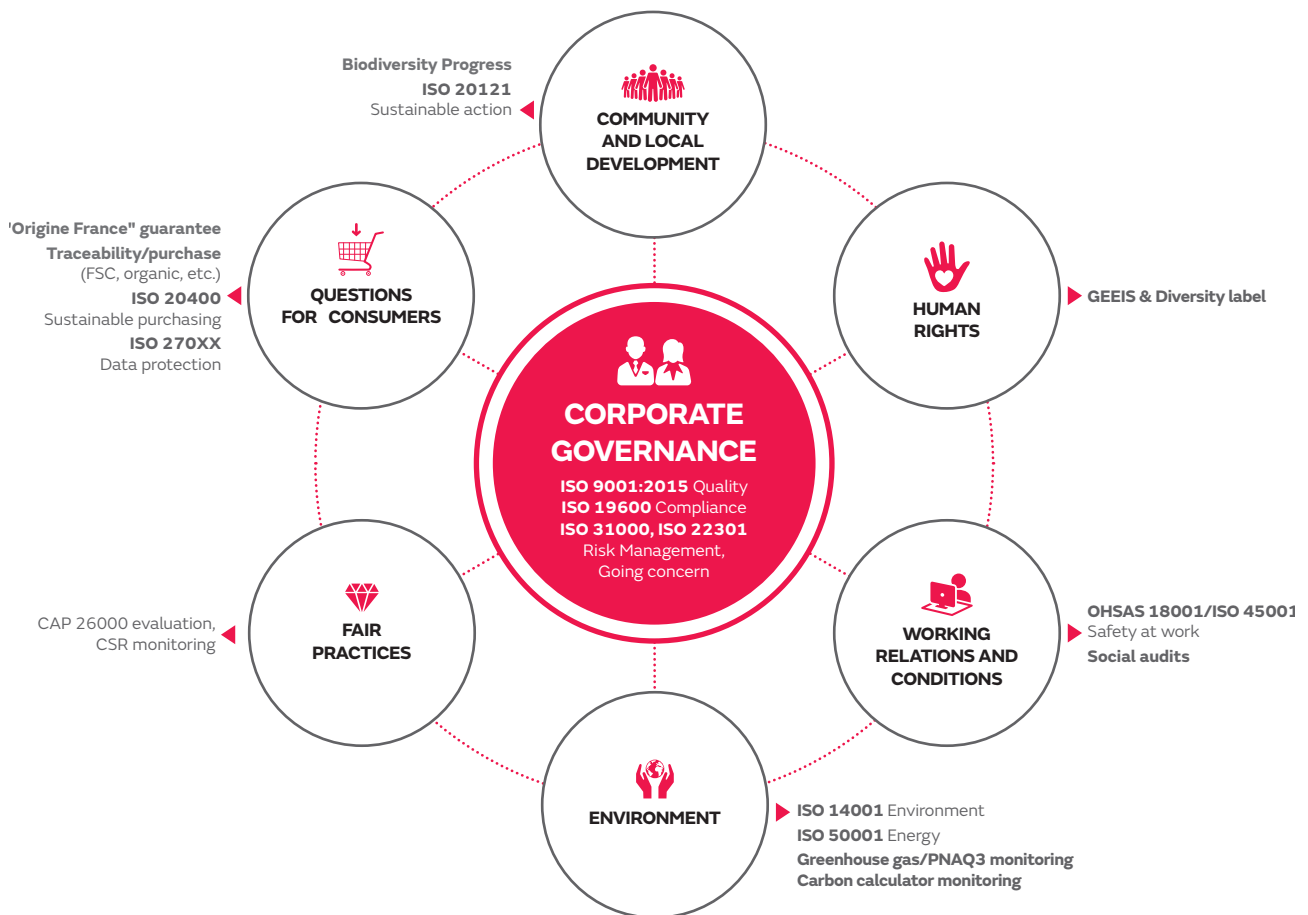 Biodiversity Progress
ISO 20121
Sustainable action
COMMUNITY
AND LOCAL
DEVELOPMENT
"Origine France" guarantee
Traceability/purchase
(FSC, organic, etc.)
ISO 20400
Sustainable purchasing
ISO 270XX
Data protection
QUESTIONS
FOR CONSUMERS
HUMAN
RIGHTS
GEEIS & Diversity label
CORPORATE
GOVERNANCE
ISO 9001:2015 Quality
ISO 19600 Compliance
ISO 31000, ISO 22301
Risk Management,
Going concern
CAP 26000 evaluation,
CSR monitoring
FAIR
PRACTICES
WORKING
RELATIONS AND
CONDITIONS
OHSAS 18001/ISO 45001
Safety at work
Social audits
ENVIRONMENT
ISO 14001 Environment
ISO 50001 Energy
Greenhouse gas/PNAQ3 monitoring
Carbon calculator monitoring